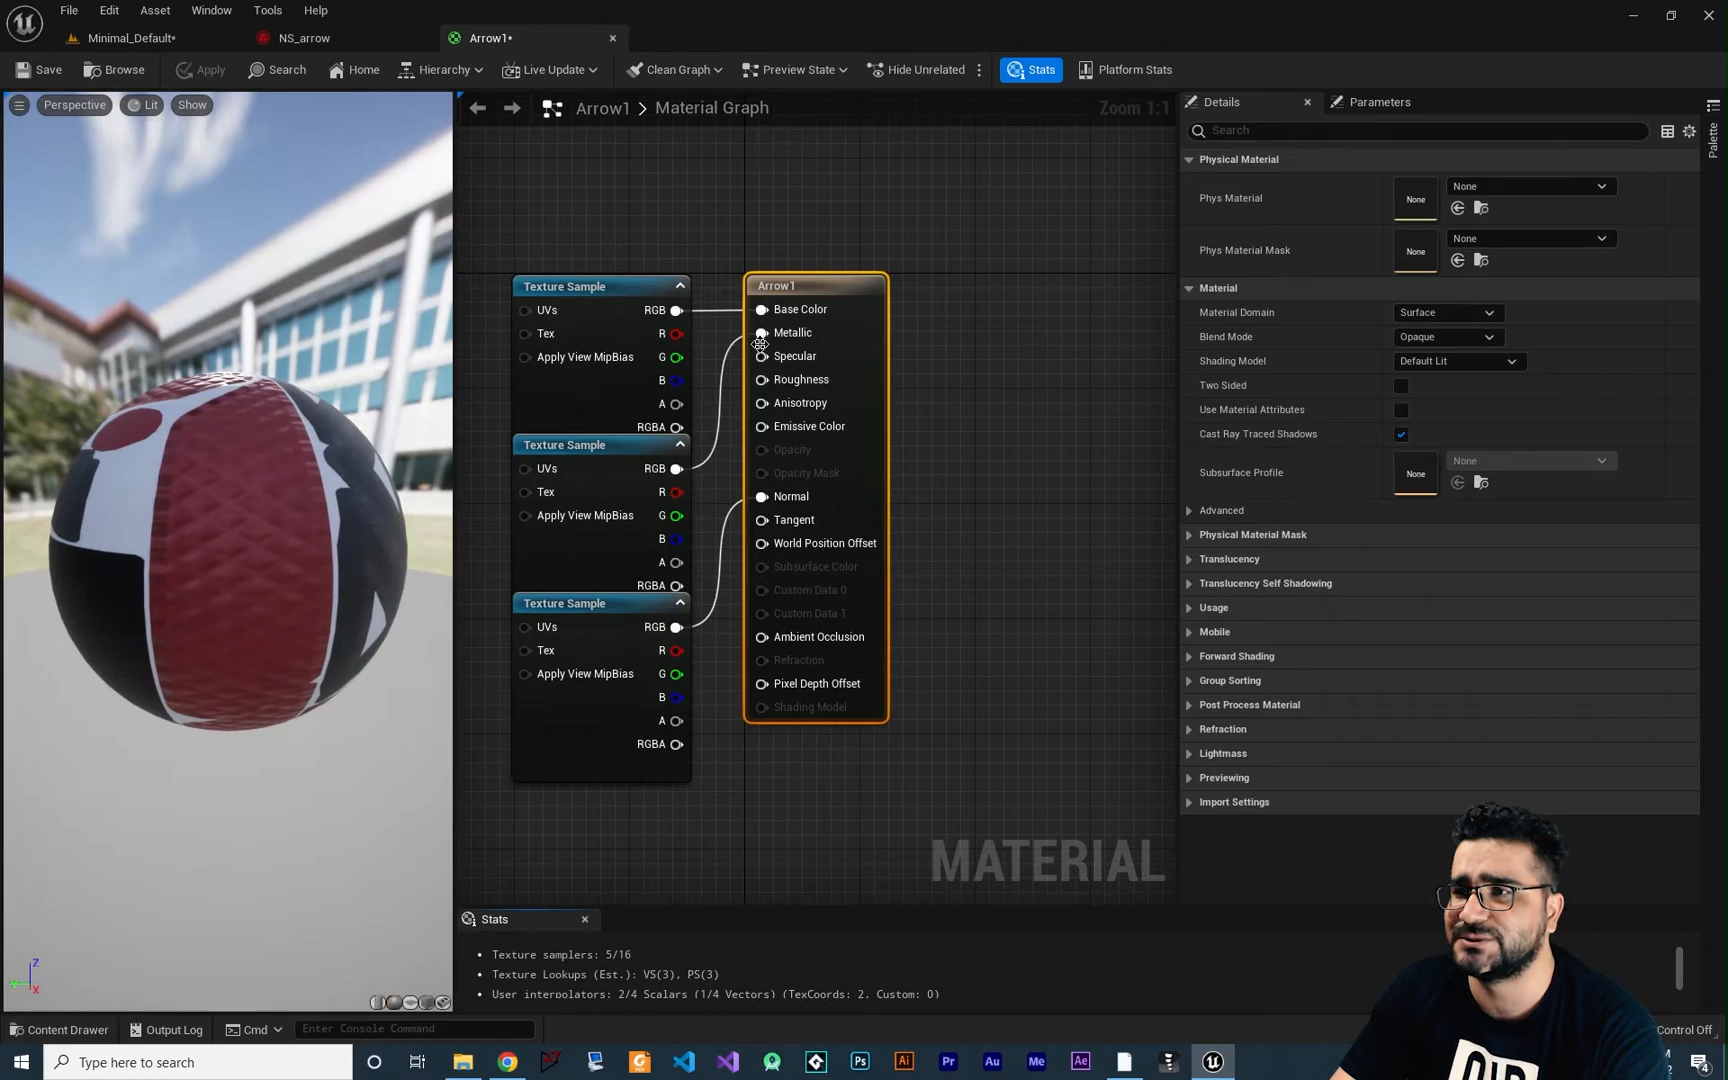 File Edit Asset Window Tools Help
Minimal_Default* NS_arrow Arrow1*
Save Browse Apply Search Home Hierarchy Live Update Clean Graph Preview State Hide Unrelated Stats Platform Stats
Perspective Lit Show
Arrow1 > Material Graph Zoom 1:1
Details Parameters
Search
Palette
Physical Material
Phys Material None None
Phys Material Mask None None
Material
Material Domain Surface
Blend Mode Opaque
Shading Model Default Lit
Two Sided
Use Material Attributes
Cast Ray Traced Shadows
Subsurface Profile None None
Advanced
Physical Material Mask
Translucency
Translucency Self Shadowing
Usage
Mobile
Forward Shading
Group Sorting
Post Process Material
Refraction
Lightmass
Previewing
Import Settings
Texture Sample
UVs RGB
Tex R
Apply View MipBias G
B
A
RGBA
Texture Sample
UVs RGB
Tex R
Apply View MipBias G
B
A
RGBA
Texture Sample
UVs RGB
Tex R
Apply View MipBias G
B
A
RGBA
Arrow1
Base Color
Metallic
Specular
Roughness
Anisotropy
Emissive Color
Opacity
Opacity Mask
Normal
Tangent
World Position Offset
Subsurface Color
Custom Data 0
Custom Data 1
Ambient Occlusion
Refraction
Pixel Depth Offset
Shading Model
MATERIAL
Z
X
Stats
Texture samplers: 5/16
Texture Lookups (Est.): VS(3), PS(3)
User interpolators: 2/4 Scalars (1/4 Vectors) (TexCoords: 2, Custom: 0)
Content Drawer Output Log Cmd Enter Console Command Control Off
Type here to search
Ps Ai Pr Au Me Ae
4